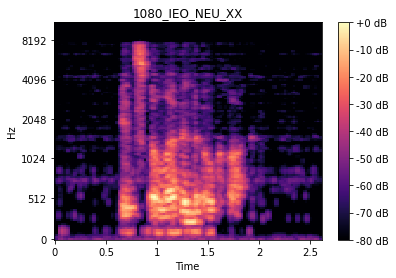 1080_IEO_NEU_XX
8192
4096
2048
1024
512
0
Hz
0 0.5 1 1.5 2 2.5
Time
+0 dB
-10 dB
-20 dB
-30 dB
-40 dB
-50 dB
-60 dB
-70 dB
-80 dB